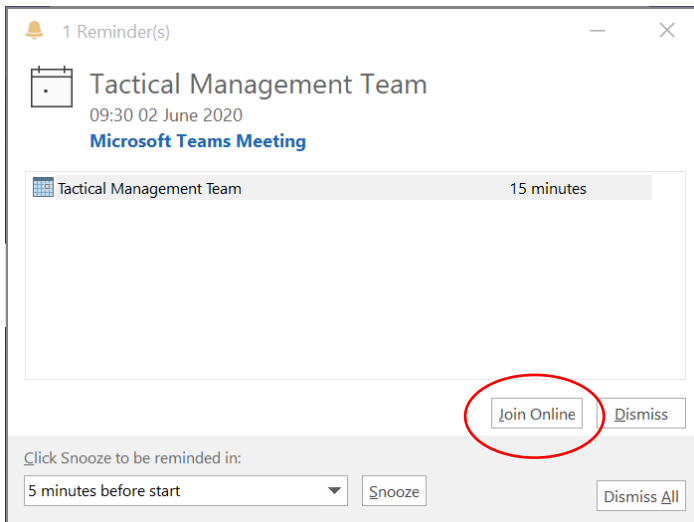 1 Reminder(s)
Tactical Management Team
09:30 02 June 2020
Microsoft Teams Meeting
Tactical Management Team 15 minutes
Join Online Dismiss
Click Snooze to be reminded in:
5 minutes before start Snooze Dismiss All